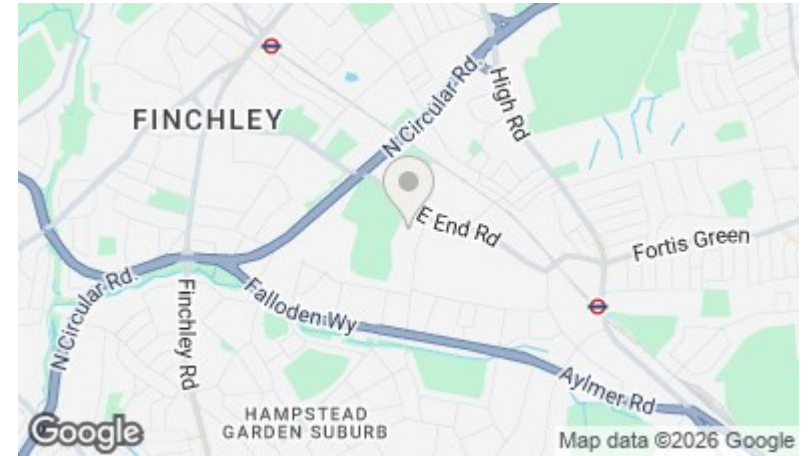 High Rd
N Circular Rd.
FINCHLEY
E End Rd
Fortis Green
N Circular Rd.
Finchley Rd
Falloden Wy
Aylmer Rd
HAMPSTEAD
GARDEN SUBURB
Google
Map data ©2026 Google